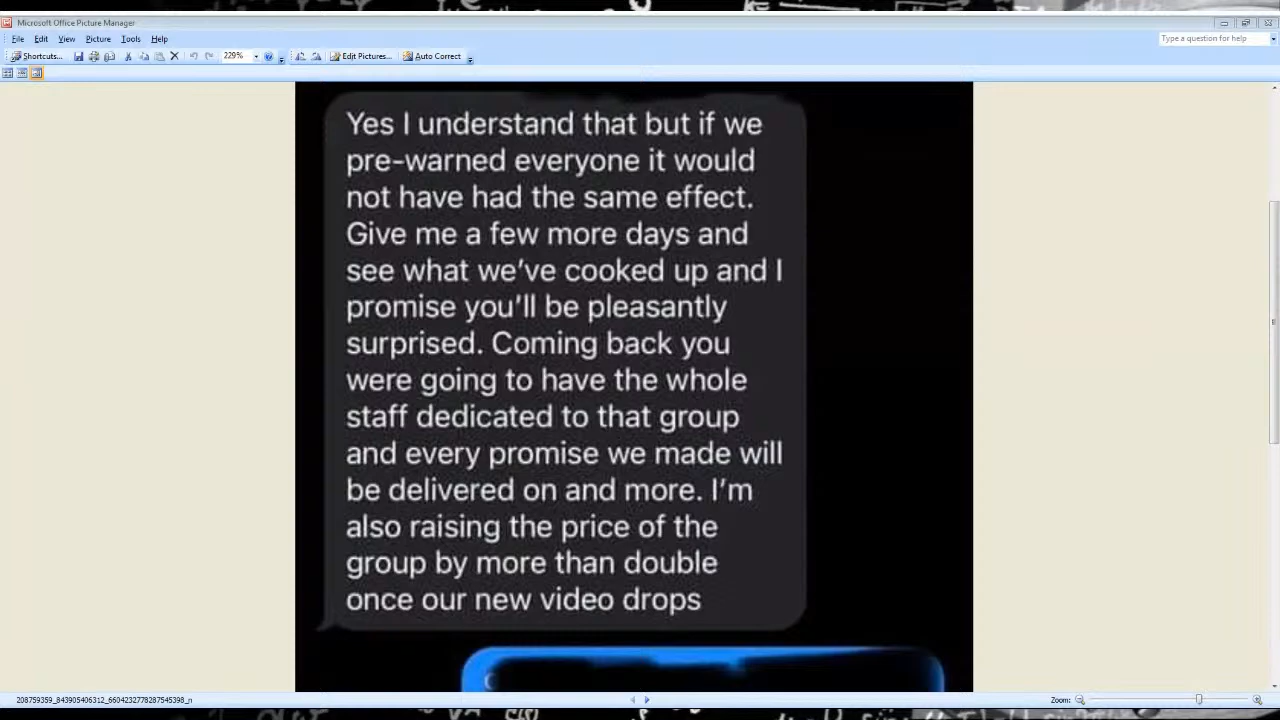 Microsoft Office Picture Manager
File Edit View Picture Tools Help
Type a question for help
Shortcuts... 229% Edit Pictures... Auto Correct
Yes I understand that but if we
pre-warned everyone it would
not have had the same effect.
Give me a few more days and
see what we've cooked up and I
promise you'll be pleasantly
surprised. Coming back you
were going to have the whole
staff dedicated to that group
and every promise we made will
be delivered on and more. I'm
also raising the price of the
group by more than double
once our new video drops
Zoom: